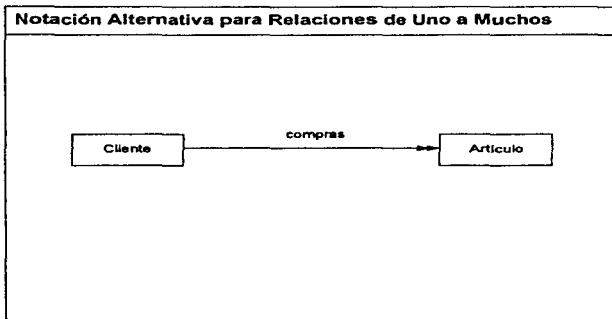 Notación Alternativa para Relaciones de Uno a Muchos
compras
Cliente
Artículo